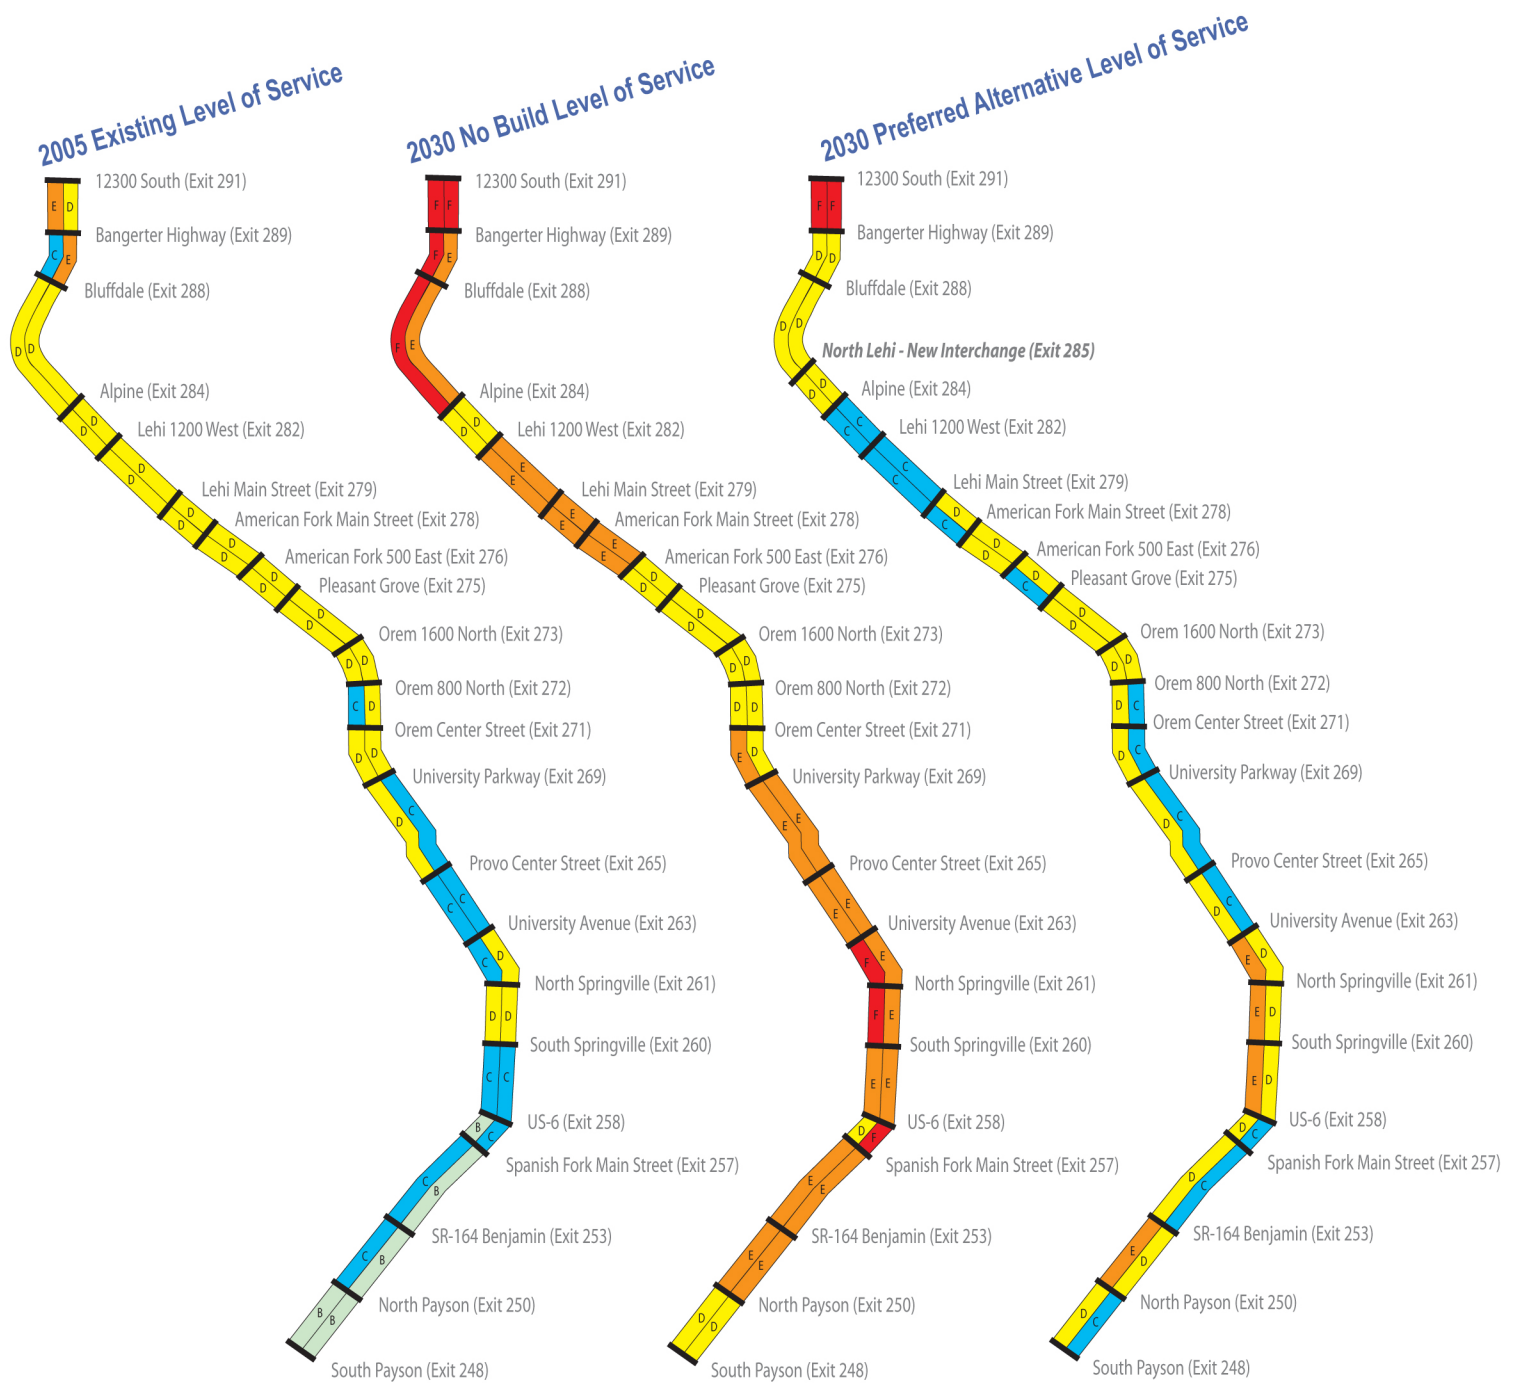 2005 Existing Level of Service
12300 South (Exit 291)
E D
Bangerter Highway (Exit 289)
C E
Bluffdale (Exit 288)
D D
Alpine (Exit 284)
D D
Lehi 1200 West (Exit 282)
D D
Lehi Main Street (Exit 279)
D D
American Fork Main Street (Exit 278)
D D
American Fork 500 East (Exit 276)
D D
Pleasant Grove (Exit 275)
D D
Orem 1600 North (Exit 273)
D D
Orem 800 North (Exit 272)
C D
Orem Center Street (Exit 271)
D D
University Parkway (Exit 269)
D C
Provo Center Street (Exit 265)
C C
University Avenue (Exit 263)
C D
North Springville (Exit 261)
D D
South Springville (Exit 260)
C C
US-6 (Exit 258)
B C
Spanish Fork Main Street (Exit 257)
C B
SR-164 Benjamin (Exit 253)
C B
North Payson (Exit 250)
B B
South Payson (Exit 248)
2030 No Build Level of Service
12300 South (Exit 291)
F F
Bangerter Highway (Exit 289)
F E
Bluffdale (Exit 288)
F E
Alpine (Exit 284)
D D
Lehi 1200 West (Exit 282)
E E
Lehi Main Street (Exit 279)
E E
American Fork Main Street (Exit 278)
E E
American Fork 500 East (Exit 276)
D D
Pleasant Grove (Exit 275)
D D
Orem 1600 North (Exit 273)
D D
Orem 800 North (Exit 272)
D D
Orem Center Street (Exit 271)
E D
University Parkway (Exit 269)
E E
Provo Center Street (Exit 265)
E E
University Avenue (Exit 263)
F E
North Springville (Exit 261)
F E
South Springville (Exit 260)
E E
US-6 (Exit 258)
D F
Spanish Fork Main Street (Exit 257)
E E
SR-164 Benjamin (Exit 253)
E E
North Payson (Exit 250)
D D
South Payson (Exit 248)
2030 Preferred Alternative Level of Service
12300 South (Exit 291)
F F
Bangerter Highway (Exit 289)
D D
Bluffdale (Exit 288)
D D
North Lehi - New Interchange (Exit 285)
D D
Alpine (Exit 284)
C C
Lehi 1200 West (Exit 282)
C C
Lehi Main Street (Exit 279)
C D
American Fork Main Street (Exit 278)
D D
American Fork 500 East (Exit 276)
C D
Pleasant Grove (Exit 275)
D D
Orem 1600 North (Exit 273)
D D
Orem 800 North (Exit 272)
D C
Orem Center Street (Exit 271)
D C
University Parkway (Exit 269)
D C
Provo Center Street (Exit 265)
D C
University Avenue (Exit 263)
E D
North Springville (Exit 261)
E D
South Springville (Exit 260)
E D
US-6 (Exit 258)
D C
Spanish Fork Main Street (Exit 257)
D C
SR-164 Benjamin (Exit 253)
E D
North Payson (Exit 250)
D C
South Payson (Exit 248)